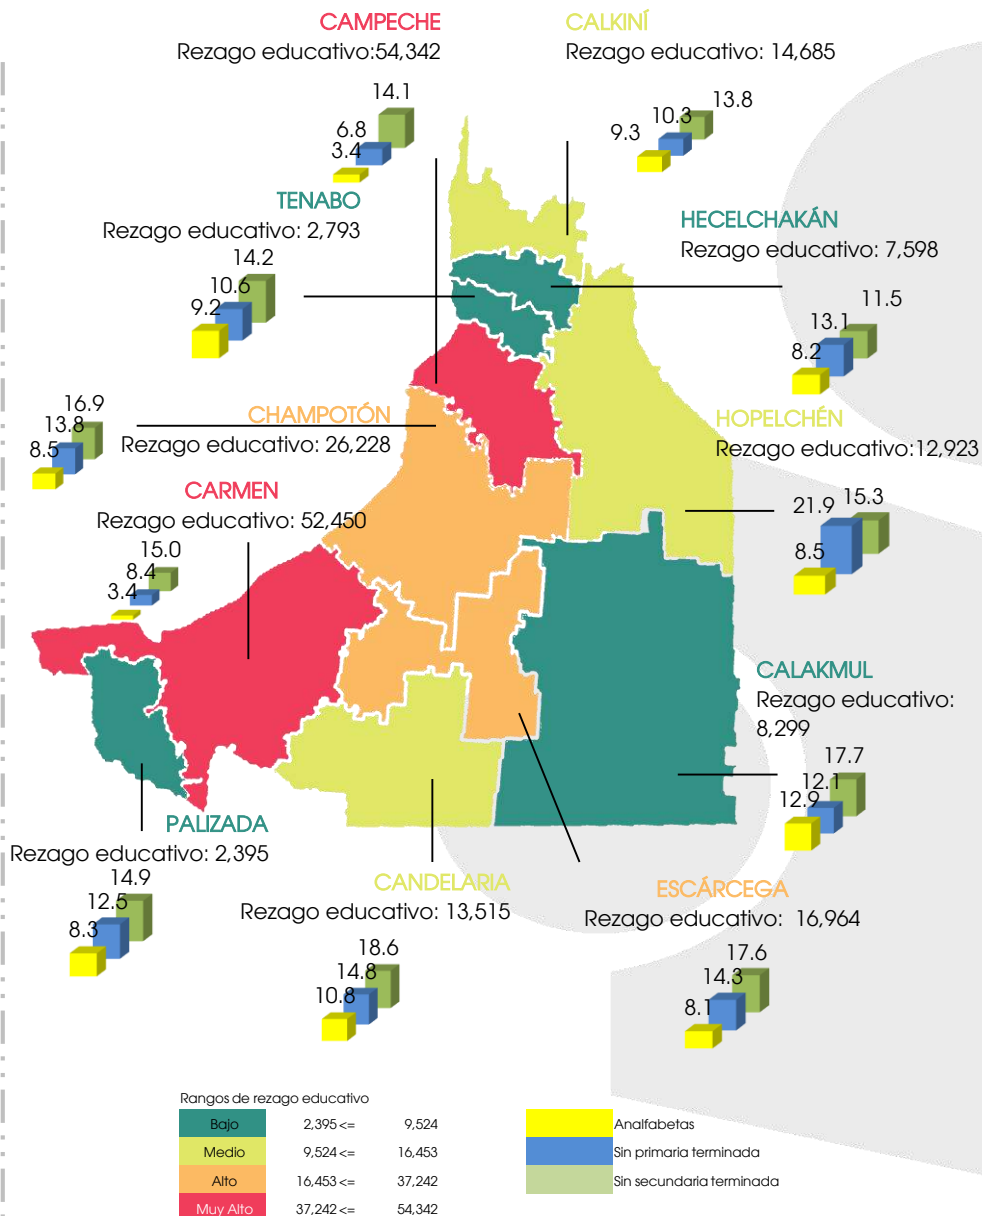 CAMPECHE
Rezago educativo:54,342
14.1
6.8
3.4
CALKINÍ
Rezago educativo: 14,685
13.8
10.3
9.3
TENABO
Rezago educativo: 2,793
14.2
10.6
9.2
HECELCHAKÁN
Rezago educativo: 7,598
11.5
13.1
8.2
CHAMPOTÓN
Rezago educativo: 26,228
16.9
13.8
8.5
HOPELCHÉN
Rezago educativo:12,923
21.9 15.3
8.5
CARMEN
Rezago educativo: 52,450
15.0
8.4
3.4
CALAKMUL
Rezago educativo:
8,299
17.7
12.1
12.9
PALIZADA
Rezago educativo: 2,395
14.9
12.5
8.3
CANDELARIA
Rezago educativo: 13,515
18.6
14.8
10.8
ESCÁRCEGA
Rezago educativo: 16,964
17.6
14.3
8.1
Rangos de rezago educativo
Bajo 2,395 <= 9,524
Medio 9,524 <= 16,453
Alto 16,453 <= 37,242
Muy Alto 37,242 <= 54,342
Analfabetas
Sin primaria terminada
Sin secundaria terminada